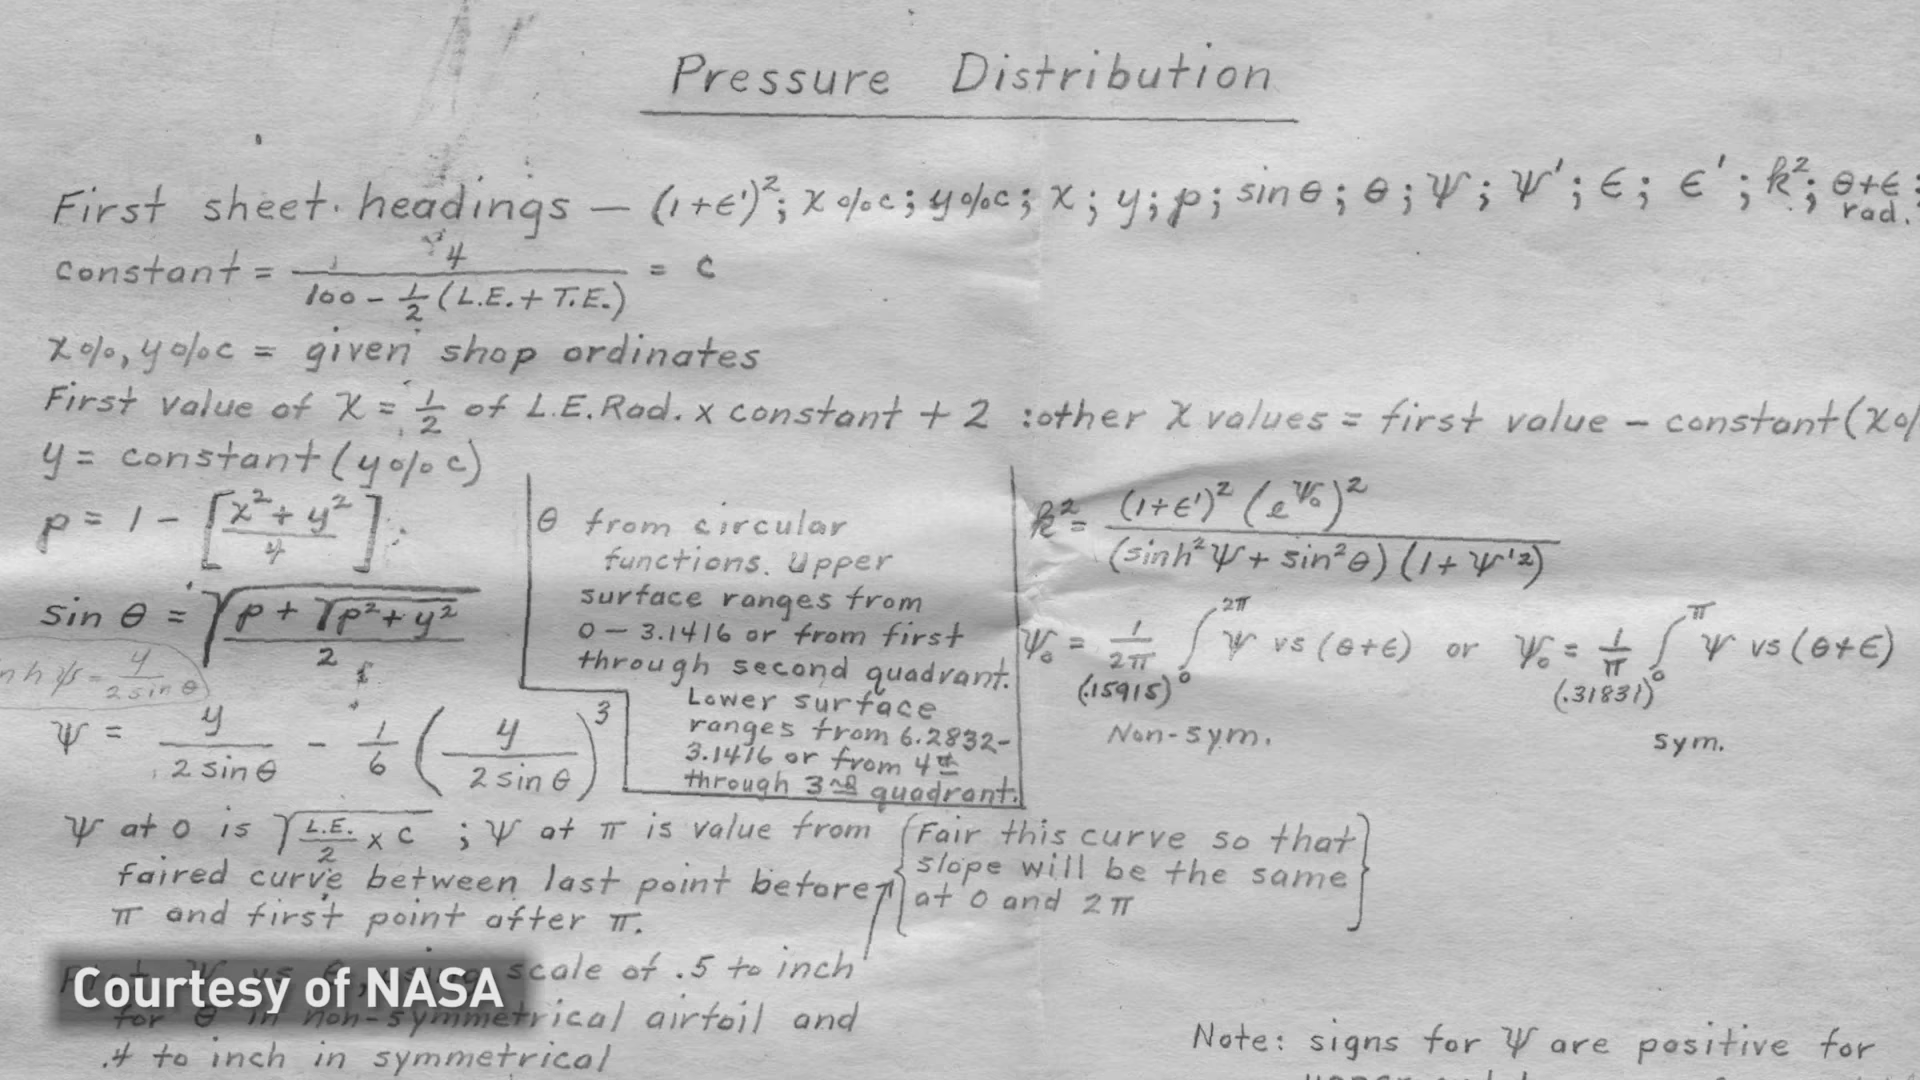 Pressure Distribution
First sheet headings — (1+ϵ')²; x%c; y%c; x; y; p; sin θ; θ; ψ; ψ'; ϵ; ϵ'; k²; θ+ϵ rad.;
constant = 4 / (100 - 1/2 (L.E. + T.E.)) = c
x%, y%c = given shop ordinates
First value of x = 1/2 of L.E. Rad. x constant + 2 : other x values = first value - constant (x%
y = constant (y%c)
p = 1 - [(x² + y²) / 4]
sin θ = √((p + √(p² + y²)) / 2)
nh ψ = y / (2 sin θ)
ψ = y / (2 sin θ) - 1/6 (y / (2 sin θ))³
θ from circular
functions. Upper
surface ranges from
0 — 3.1416 or from first
through second quadrant.
Lower surface
ranges from 6.2832-
3.1416 or from 4th
through 3rd quadrant.
k² = (1+ϵ')² (e^ψ₀)² / ((sinh² ψ + sin² θ) (1 + ψ'²))
ψ₀ = 1/2π ∫₀^2π ψ vs (θ+ϵ) or ψ₀ = 1/π ∫₀^π ψ vs (θ+ϵ)
(.15915) (.31831)
Non-sym. sym.
ψ at 0 is √(L.E./2 x c) ; ψ at π is value from
faired curve between last point before
π and first point after π.
{Fair this curve so that
slope will be the same
at 0 and 2π}
scale of .5 to inch
for θ in non-symmetrical airfoil and
.4 to inch in symmetrical
Note: signs for ψ are positive for
Courtesy of NASA